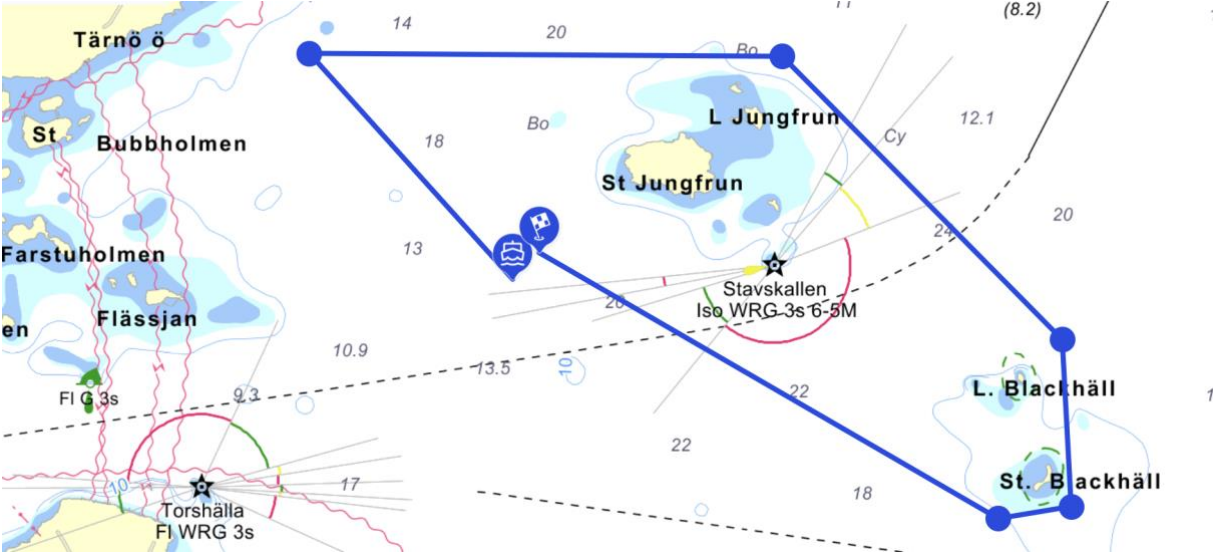 (8.2)
14
20
Bo
Tärnö ö
L Jungfrun
12.1
Bo
Cy
St
Bubbholmen
18
St Jungfrun
20
24
13
Farstuholmen
Stavskallen
Iso WRG 3s 6-5M
Flässjan
en
10.9
13.5
10
L. Blackhäll
Fl G 3s
9.3
22
22
St. Blackhäll
10
17
18
Torshälla
Fl WRG 3s